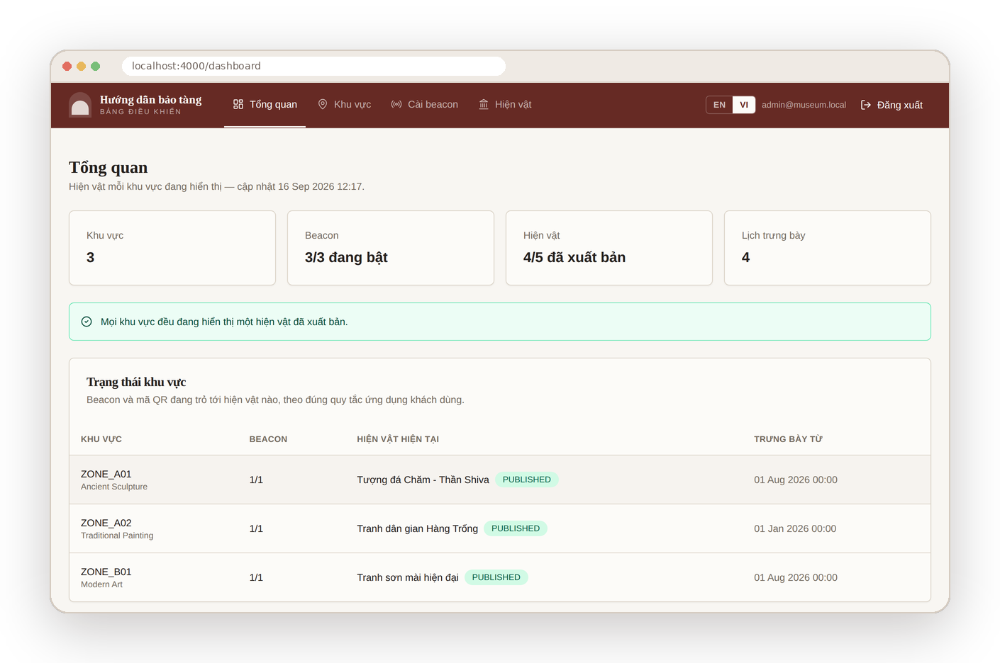 localhost:4000/dashboard
Hướng dẫn bảo tàng
BẢNG ĐIỀU KHIỂN
Tổng quan
Khu vực
Cài beacon
Hiện vật
EN
VI
admin@museum.local
Đăng xuất
Tổng quan
Hiện vật mỗi khu vực đang hiển thị — cập nhật 16 Sep 2026 12:17.
Khu vực
3
Beacon
3/3 đang bật
Hiện vật
4/5 đã xuất bản
Lịch trưng bày
4
Mọi khu vực đều đang hiển thị một hiện vật đã xuất bản.
Trạng thái khu vực
Beacon và mã QR đang trỏ tới hiện vật nào, theo đúng quy tắc ứng dụng khách dùng.
KHU VỰC BEACON HIỆN VẬT HIỆN TẠI TRƯNG BÀY TỪ
ZONE_A01
Ancient Sculpture
1/1
Tượng đá Chăm - Thần Shiva PUBLISHED
01 Aug 2026 00:00
ZONE_A02
Traditional Painting
1/1
Tranh dân gian Hàng Trống PUBLISHED
01 Jan 2026 00:00
ZONE_B01
Modern Art
1/1
Tranh sơn mài hiện đại PUBLISHED
01 Aug 2026 00:00